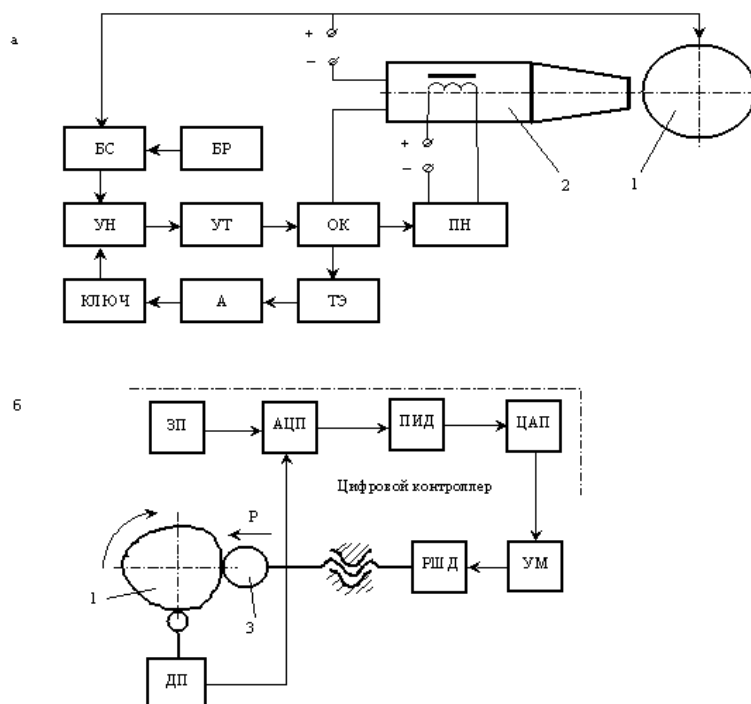 а
+
−
БС
БР
+
−
2
1
УН
УТ
ОК
ПН
КЛЮЧ
А
ТЭ
б
ЗП
АЦП
ПИД
ЦАП
Цифровой контроллер
Р
1
3
РШД
УМ
ДП